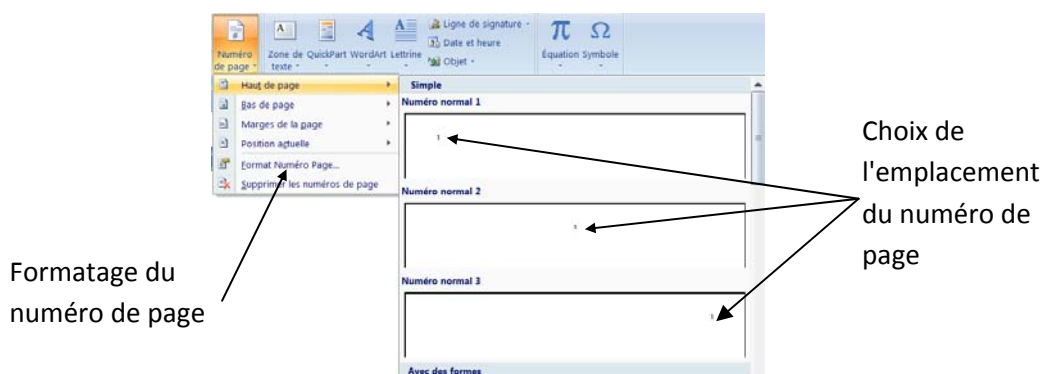 Ligne de signature
Date et heure
Objet
Numéro de page
Zone de texte
QuickPart
WordArt
Lettrine
Équation
Symbole
Haut de page
Bas de page
Marges de la page
Position actuelle
Format Numéro Page...
Supprimer les numéros de page
Simple
Numéro normal 1
1
Numéro normal 2
1
Numéro normal 3
1
Avec des formes
Choix de
l'emplacement
du numéro de
page
Formatage du
numéro de page